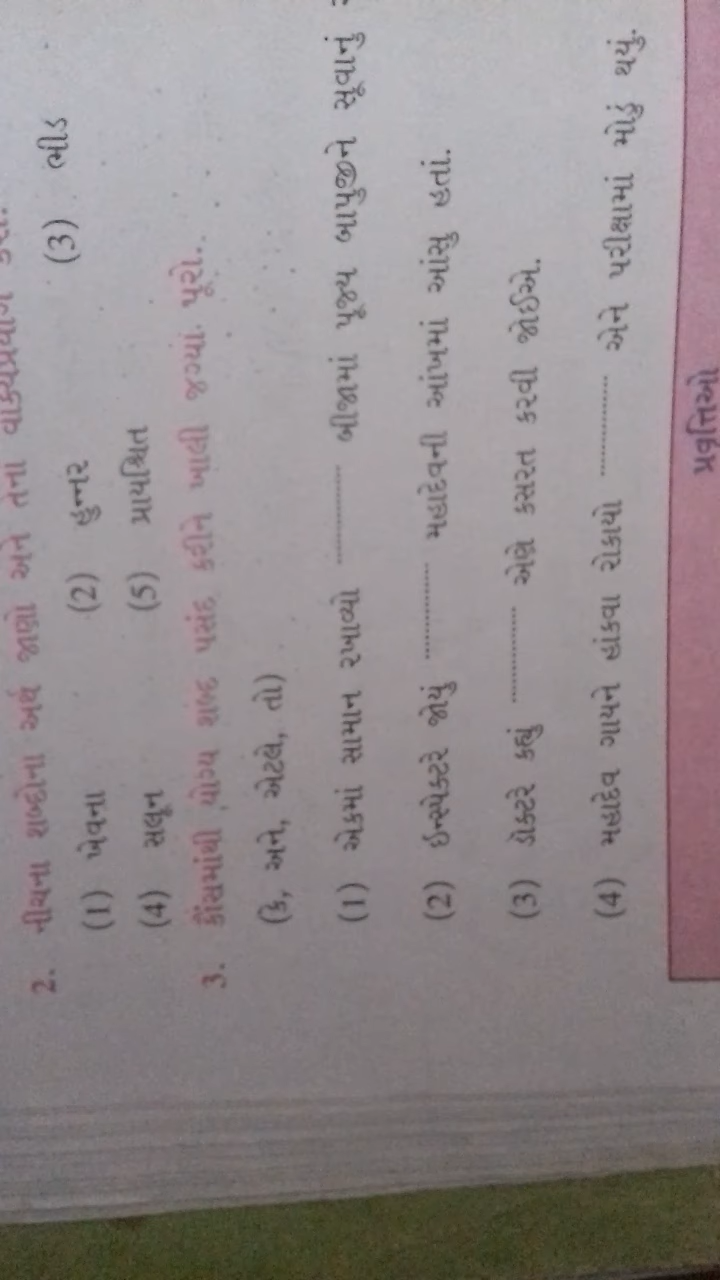 2. નીચેના શબ્દોના અર્થ જાણો અને તેના વાક્યપ્રયોગ કરો.
(1) ખેવના (2) હુન્નર (3) ભીડ
(4) સલૂન (5) પ્રાયશ્ચિત
3. કૌંસમાંથી યોગ્ય શબ્દ પસંદ કરીને ખાલી જગ્યા પૂરો.
(કે, અને, એટલે, તો)
(1) એકમાં સામાન રખાવ્યો ............ બીજામાં પૂજ્ય બાપુજીને સૂવાનું
(2) ઇન્સ્પેક્ટરે જોયું ............ મહાદેવની આંખમાં આંસુ હતાં.
(3) ડૉક્ટરે કહ્યું ............ એણે કસરત કરવી જોઈએ.
(4) મહાદેવ ગાયને હાંકવા રોકાયો ............ એને પરીક્ષામાં મોડું થયું.
પ્રવૃત્તિઓ